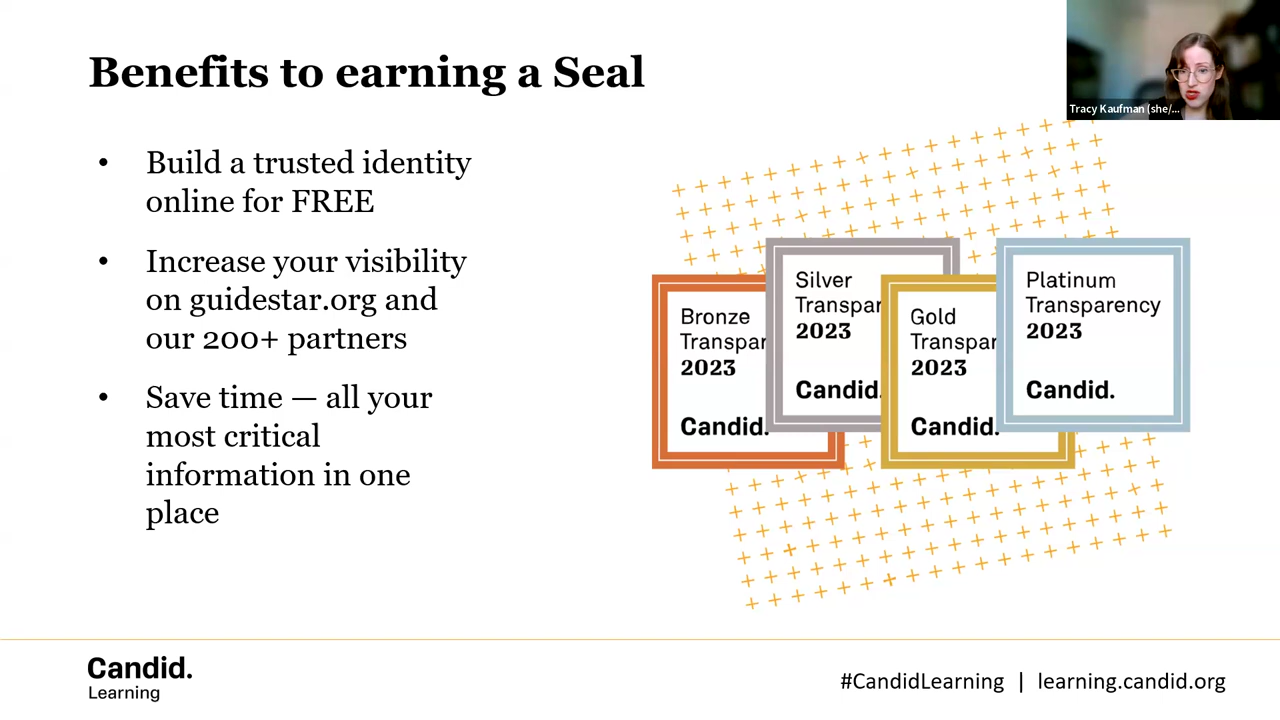 Benefits to earning a Seal
Tracy Kaufman (she/...
• Build a trusted identity
online for FREE
• Increase your visibility
on guidestar.org and
our 200+ partners
• Save time — all your
most critical
information in one
place
Bronze
Transpar
2023
Candid.
Silver
Transpar
2023
Candid.
Gold
Transpar
2023
Candid.
Platinum
Transparency
2023
Candid.
Candid.
Learning
#CandidLearning | learning.candid.org